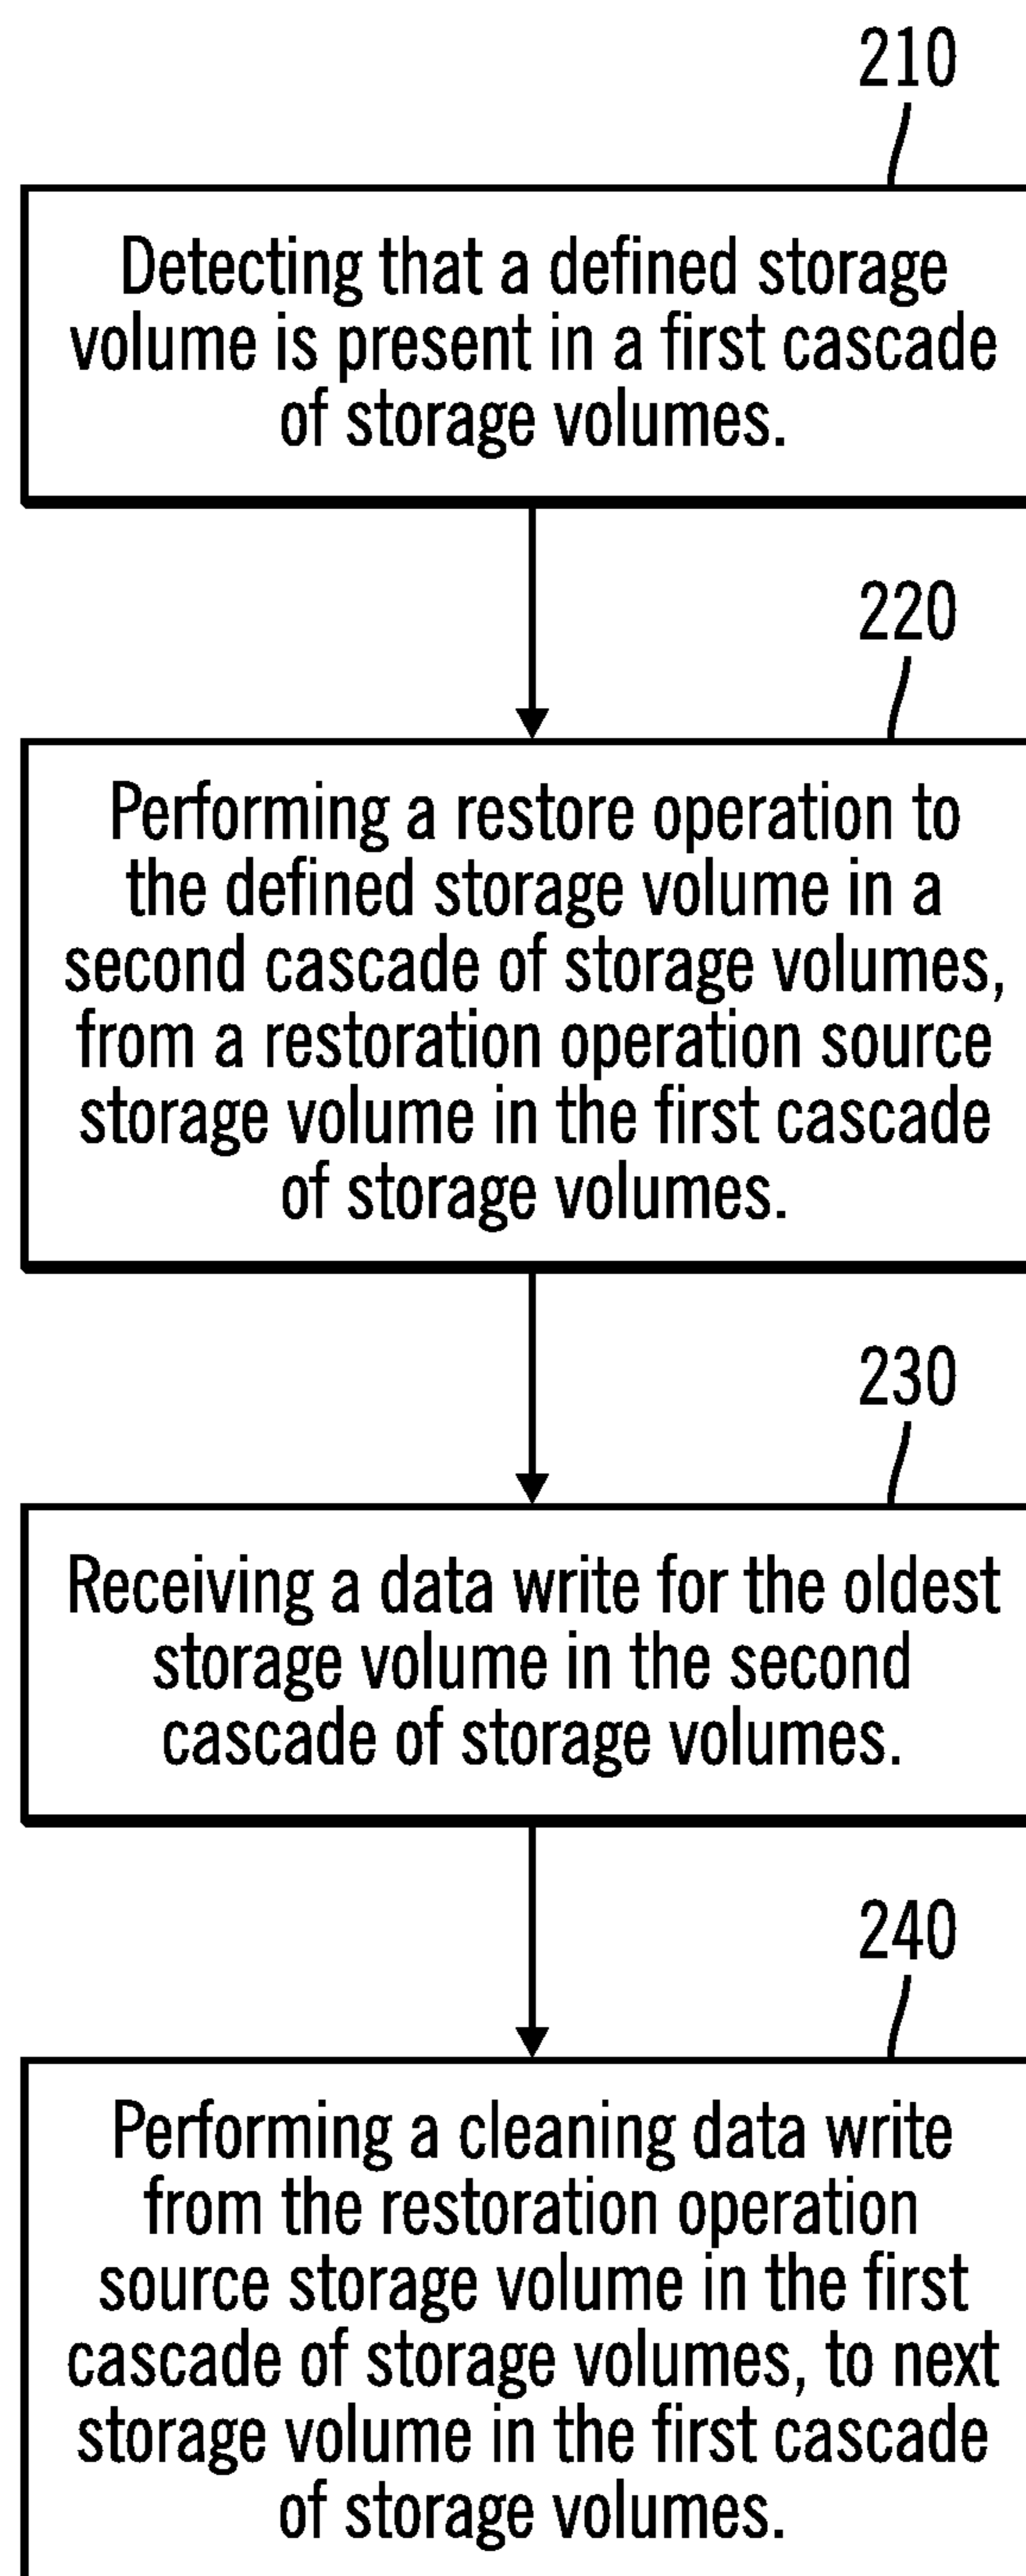 210
Detecting that a defined storage
volume is present in a first cascade
of storage volumes.
220
Performing a restore operation to
the defined storage volume in a
second cascade of storage volumes,
from a restoration operation source
storage volume in the first cascade
of storage volumes.
230
Receiving a data write for the oldest
storage volume in the second
cascade of storage volumes.
240
Performing a cleaning data write
from the restoration operation
source storage volume in the first
cascade of storage volumes, to next
storage volume in the first cascade
of storage volumes.